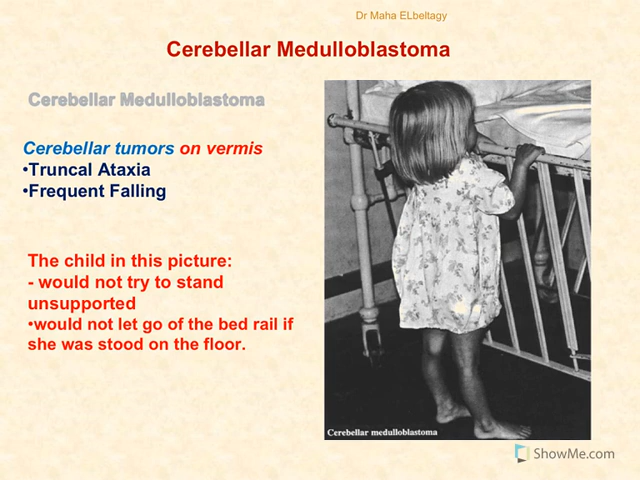 Dr Maha ELbeltagy
Cerebellar Medulloblastoma
Cerebellar Medulloblastoma
Cerebellar tumors on vermis
•Truncal Ataxia
•Frequent Falling
The child in this picture:
- would not try to stand
unsupported
•would not let go of the bed rail if
she was stood on the floor.
Cerebellar medulloblastoma
ShowMe.com